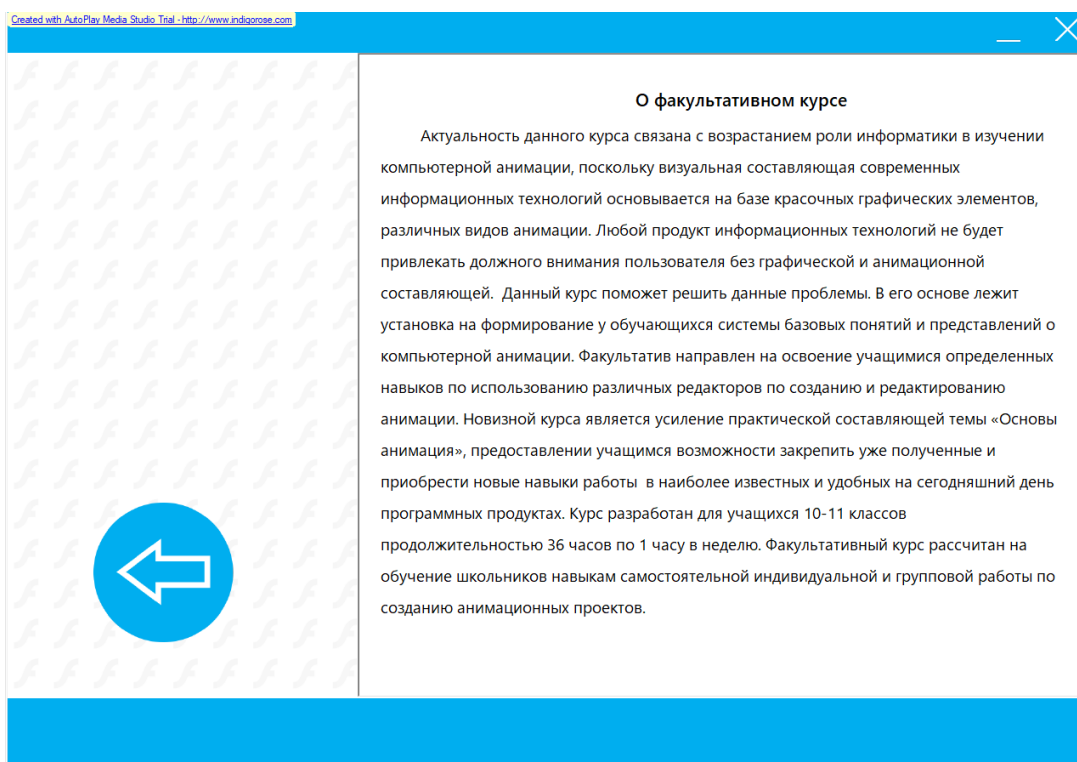 Created with AutoPlay Media Studio Trial - http://www.indigorose.com
О факультативном курсе
Актуальность данного курса связана с возрастанием роли информатики в изучении
компьютерной анимации, поскольку визуальная составляющая современных
информационных технологий основывается на базе красочных графических элементов,
различных видов анимации. Любой продукт информационных технологий не будет
привлекать должного внимания пользователя без графической и анимационной
составляющей.  Данный курс поможет решить данные проблемы. В его основе лежит
установка на формирование у обучающихся системы базовых понятий и представлений о
компьютерной анимации. Факультатив направлен на освоение учащимися определенных
навыков по использованию различных редакторов по созданию и редактированию
анимации. Новизной курса является усиление практической составляющей темы «Основы
анимация», предоставлении учащимся возможности закрепить уже полученные и
приобрести новые навыки работы  в наиболее известных и удобных на сегодняшний день
программных продуктах. Курс разработан для учащихся 10-11 классов
продолжительностью 36 часов по 1 часу в неделю. Факультативный курс рассчитан на
обучение школьников навыкам самостоятельной индивидуальной и групповой работы по
созданию анимационных проектов.